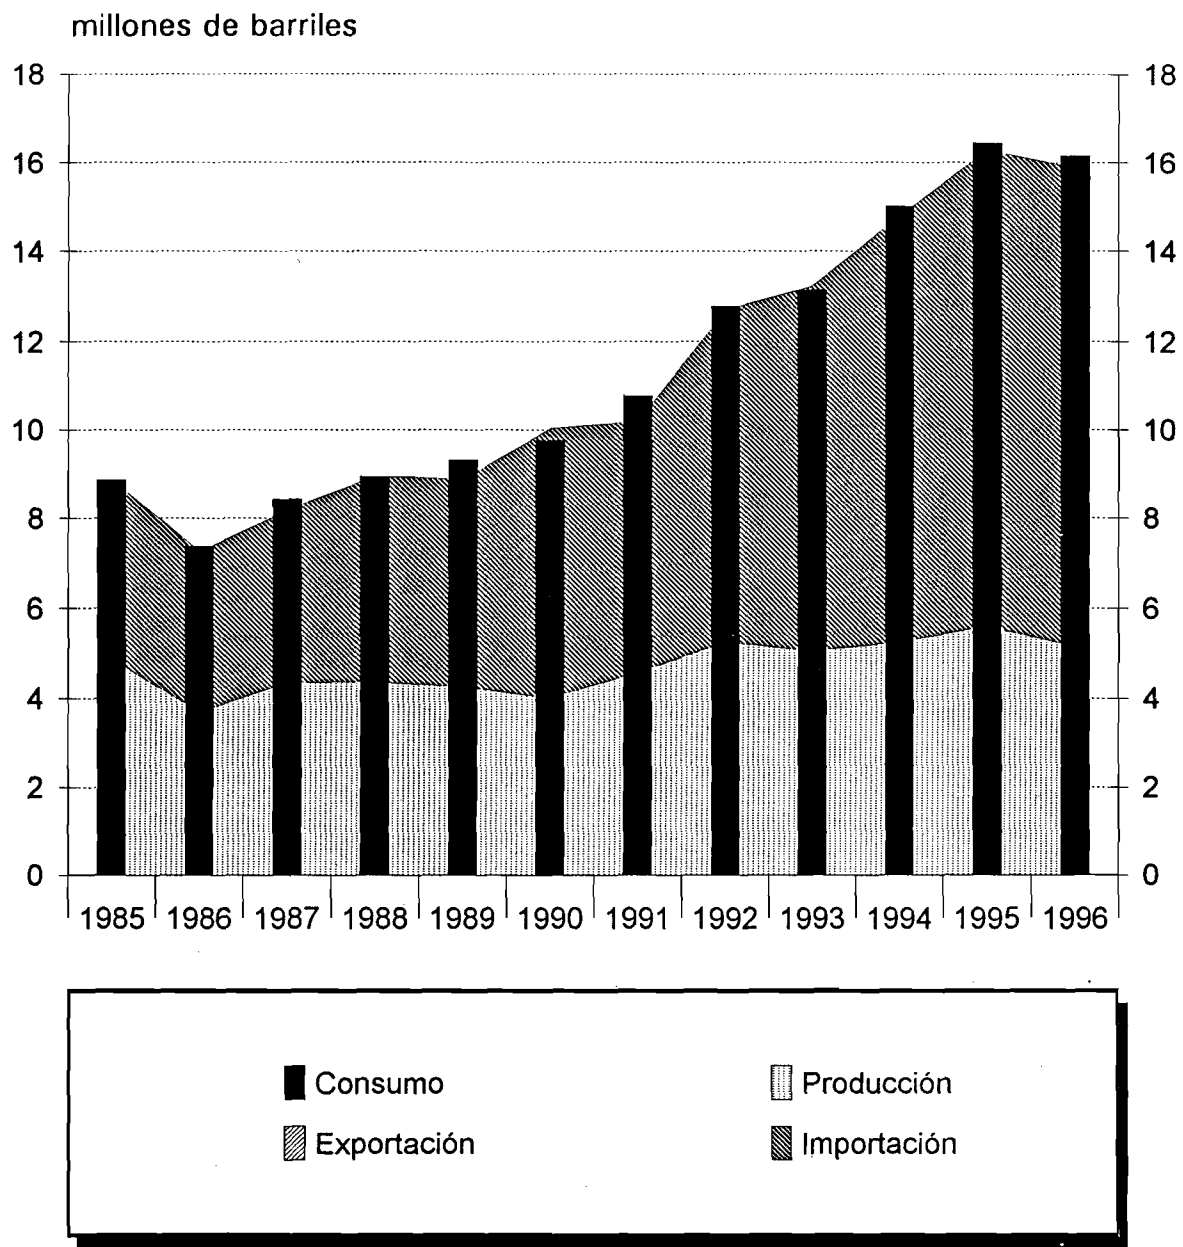 millones de barriles
18 18
16 16
14 14
12 12
10 10
8 8
6 6
4 4
2 2
0 0
1985 1986 1987 1988 1989 1990 1991 1992 1993 1994 1995 1996
Consumo Producción
Exportación Importación